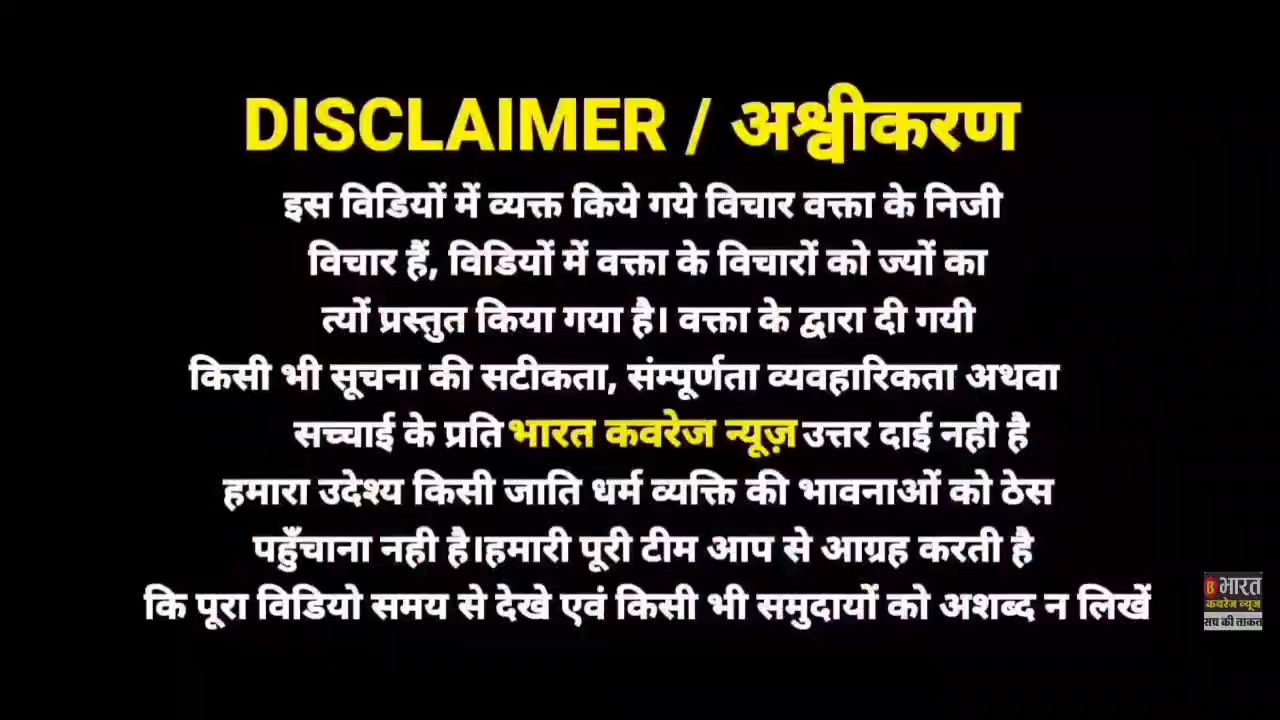 DISCLAIMER / अश्वीकरण
इस विडियों में व्यक्त किये गये विचार वक्ता के निजी
विचार हैं, विडियों में वक्ता के विचारों को ज्यों का
त्यों प्रस्तुत किया गया है। वक्ता के द्वारा दी गयी
किसी भी सूचना की सटीकता, संम्पूर्णता व्यवहारिकता अथवा
सच्चाई के प्रति भारत कवरेज न्यूज़ उत्तर दाई नही है
हमारा उदेश्य किसी जाति धर्म व्यक्ति की भावनाओं को ठेस
पहुँचाना नही है।हमारी पूरी टीम आप से आग्रह करती है
कि पूरा विडियो समय से देखे एवं किसी भी समुदायों को अशब्द न लिखें
B भारत
कवरेज न्यूज़
सच की ताकत